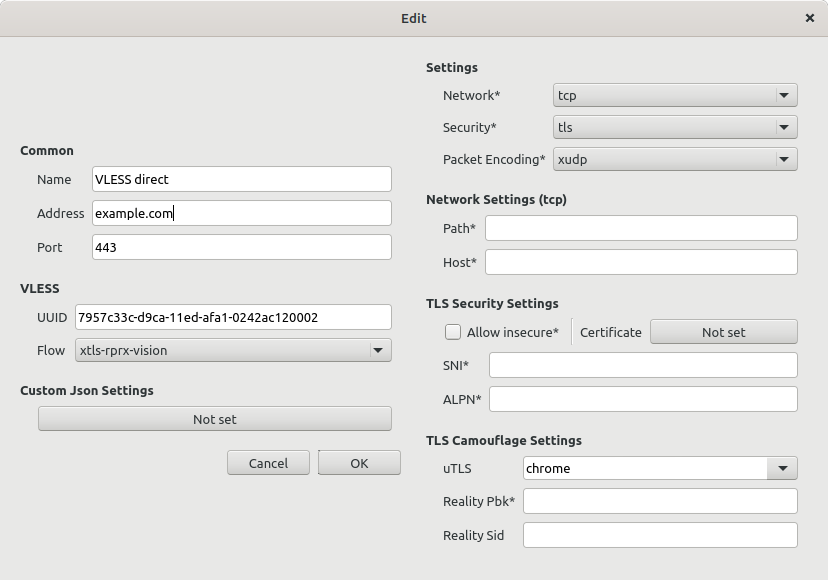 Edit
Common
Name VLESS direct
Address example.com
Port 443
VLESS
UUID 7957c33c-d9ca-11ed-afa1-0242ac120002
Flow xtls-rprx-vision
Custom Json Settings
Not set
Cancel OK
Settings
Network* tcp
Security* tls
Packet Encoding* xudp
Network Settings (tcp)
Path*
Host*
TLS Security Settings
Allow insecure* Certificate Not set
SNI*
ALPN*
TLS Camouflage Settings
uTLS chrome
Reality Pbk*
Reality Sid